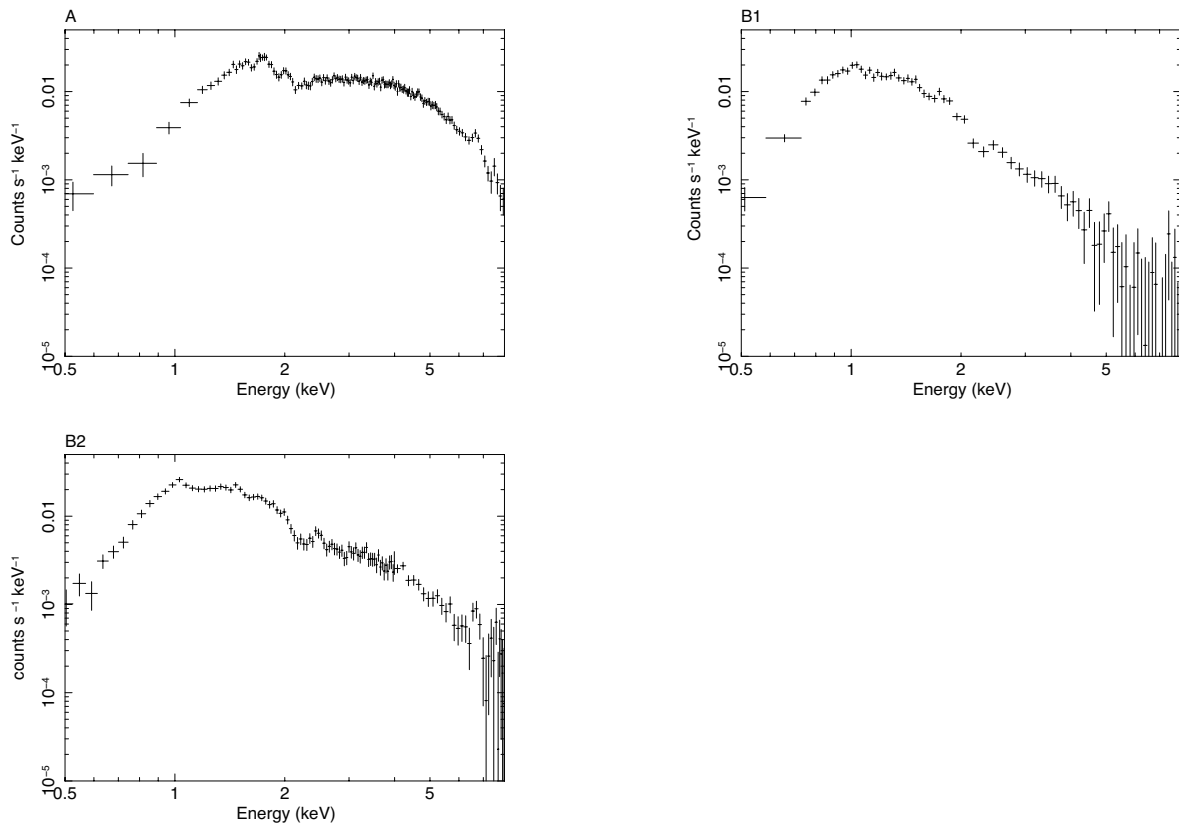 A
Counts s⁻¹ keV⁻¹
0.01
10⁻³
10⁻⁴
10⁻⁵
0.5 1 2 5
Energy (keV)
B1
Counts s⁻¹ keV⁻¹
0.01
10⁻³
10⁻⁴
10⁻⁵
0.5 1 2 5
Energy (keV)
B2
counts s⁻¹ keV⁻¹
0.01
10⁻³
10⁻⁴
10⁻⁵
0.5 1 2 5
Energy (keV)